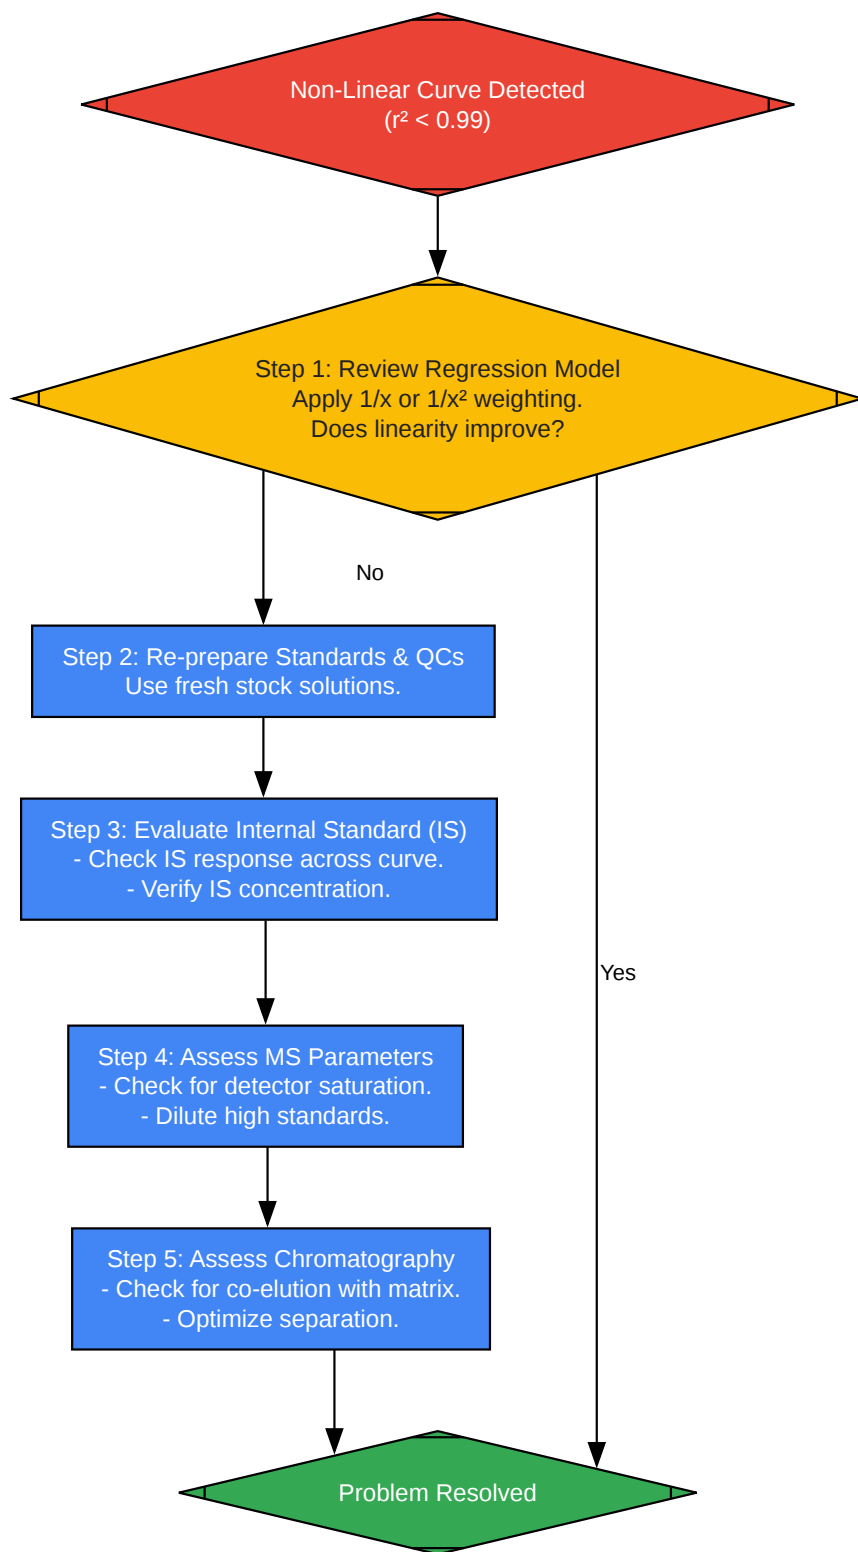 Non-Linear Curve Detected
(r² < 0.99)
Step 1: Review Regression Model
Apply 1/x or 1/x² weighting.
Does linearity improve?
No
Step 2: Re-prepare Standards & QCs
Use fresh stock solutions.
Step 3: Evaluate Internal Standard (IS)
- Check IS response across curve.
- Verify IS concentration.
Yes
Step 4: Assess MS Parameters
- Check for detector saturation.
- Dilute high standards.
Step 5: Assess Chromatography
- Check for co-elution with matrix.
- Optimize separation.
Problem Resolved